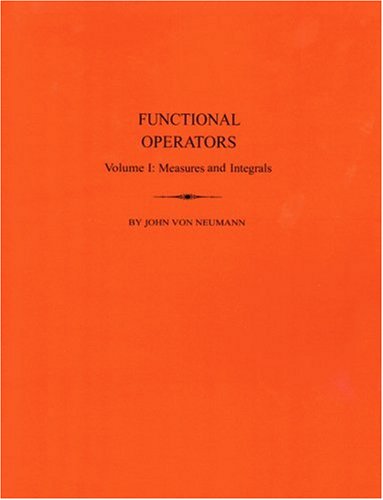 FUNCTIONAL
OPERATORS
Volume I: Measures and Integrals
BY JOHN VON NEUMANN